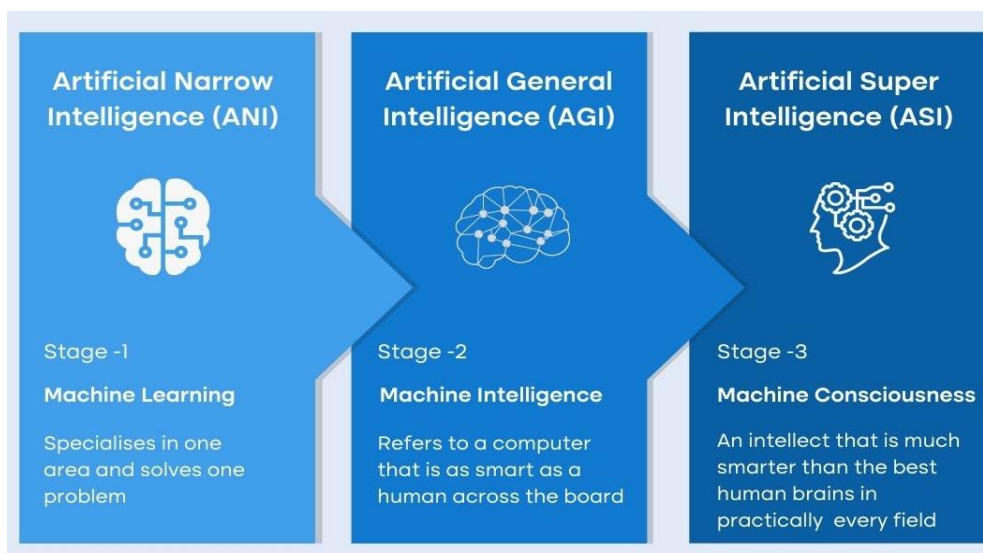 Artificial Narrow
Intelligence (ANI)
Stage -1
Machine Learning
Specialises in one
area and solves one
problem
Artificial General
Intelligence (AGI)
Stage -2
Machine Intelligence
Refers to a computer
that is as smart as a
human across the board
Artificial Super
Intelligence (ASI)
Stage -3
Machine Consciousness
An intellect that is much
smarter than the best
human brains in
practically every field